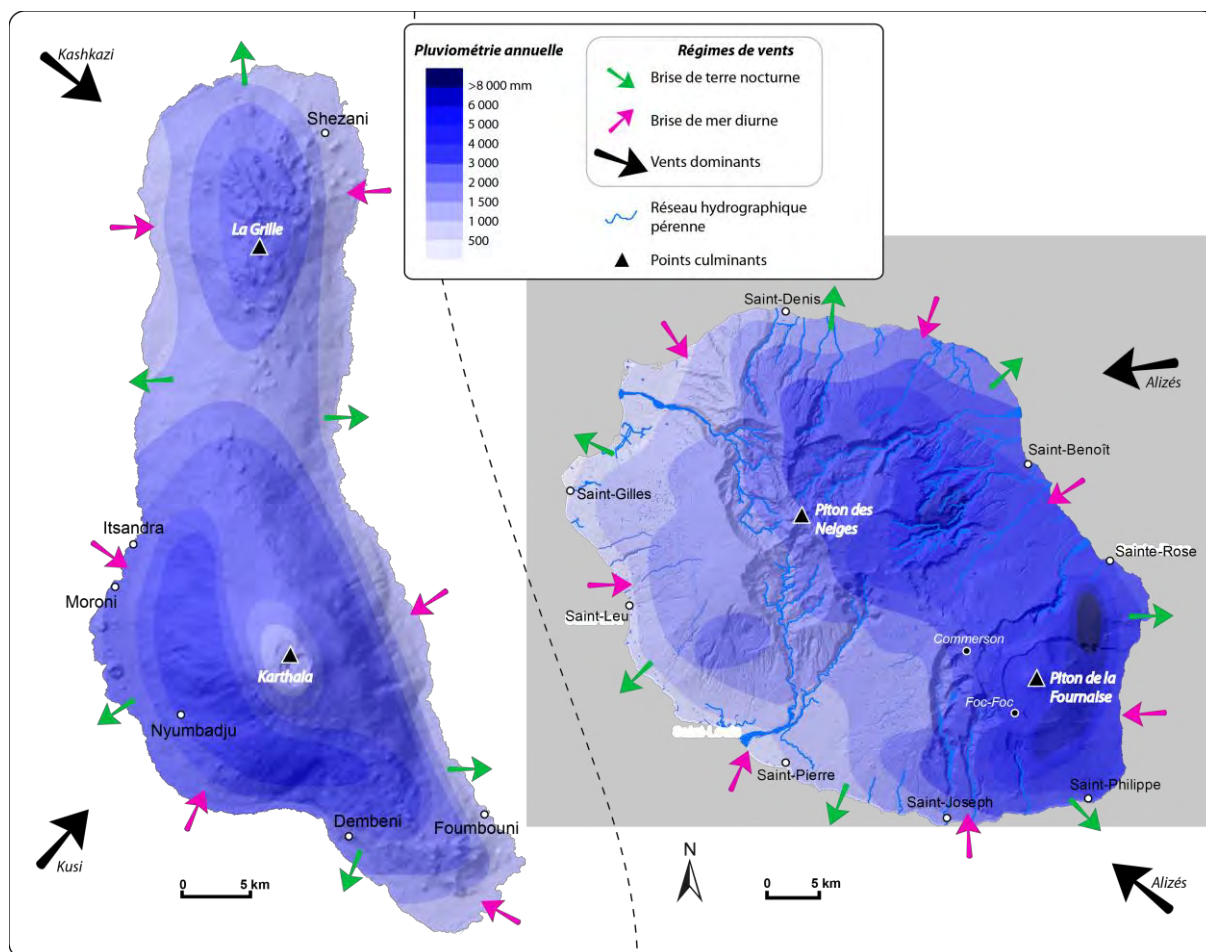 Kashkazi
Shezani
La Grille
Itsandra
Moroni
Karthala
Nyumbadju
Dembeni
Foumbouni
Kusi
0 5 km
Pluviométrie annuelle
>8 000 mm
6 000
5 000
4 000
3 000
2 000
1 500
1 000
500
Régimes de vents
Brise de terre nocturne
Brise de mer diurne
Vents dominants
Réseau hydrographique
pérenne
Points culminants
Saint-Denis
Alizés
Saint-Benoît
Saint-Gilles
Piton des
Neiges
Sainte-Rose
Saint-Leu
Commerson
Piton de la
Fournaise
Foc-Foc
Saint-Pierre
Saint-Philippe
Saint-Joseph
N
0 5 km
Alizés